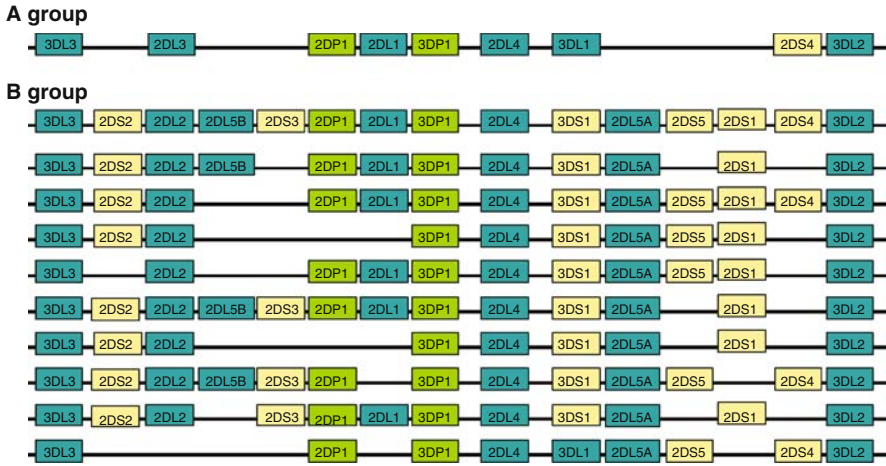 A group
3DL3 2DL3 2DP1 2DL1 3DP1 2DL4 3DL1 2DS4 3DL2
B group
3DL3 2DS2 2DL2 2DL5B 2DS3 2DP1 2DL1 3DP1 2DL4 3DS1 2DL5A 2DS5 2DS1 2DS4 3DL2
3DL3 2DS2 2DL2 2DL5B 2DP1 2DL1 3DP1 2DL4 3DS1 2DL5A 2DS1 3DL2
3DL3 2DS2 2DL2 2DP1 2DL1 3DP1 2DL4 3DS1 2DL5A 2DS5 2DS1 2DS4 3DL2
3DL3 2DS2 2DL2 3DP1 2DL4 3DS1 2DL5A 2DS5 2DS1 3DL2
3DL3 2DL2 2DP1 2DL1 3DP1 2DL4 3DS1 2DL5A 2DS5 2DS1 3DL2
3DL3 2DS2 2DL2 2DL5B 2DS3 2DP1 2DL1 3DP1 2DL4 3DS1 2DL5A 2DS1 3DL2
3DL3 2DS2 2DL2 3DP1 2DL4 3DS1 2DL5A 2DS1 3DL2
3DL3 2DS2 2DL2 2DL5B 2DS3 2DP1 3DP1 2DL4 3DS1 2DL5A 2DS5 2DS4 3DL2
3DL3 2DS2 2DL2 2DS3 2DP1 2DL1 3DP1 2DL4 3DS1 2DL5A 2DS1 3DL2
3DL3 2DP1 3DP1 2DL4 3DL1 2DL5A 2DS5 2DS4 3DL2